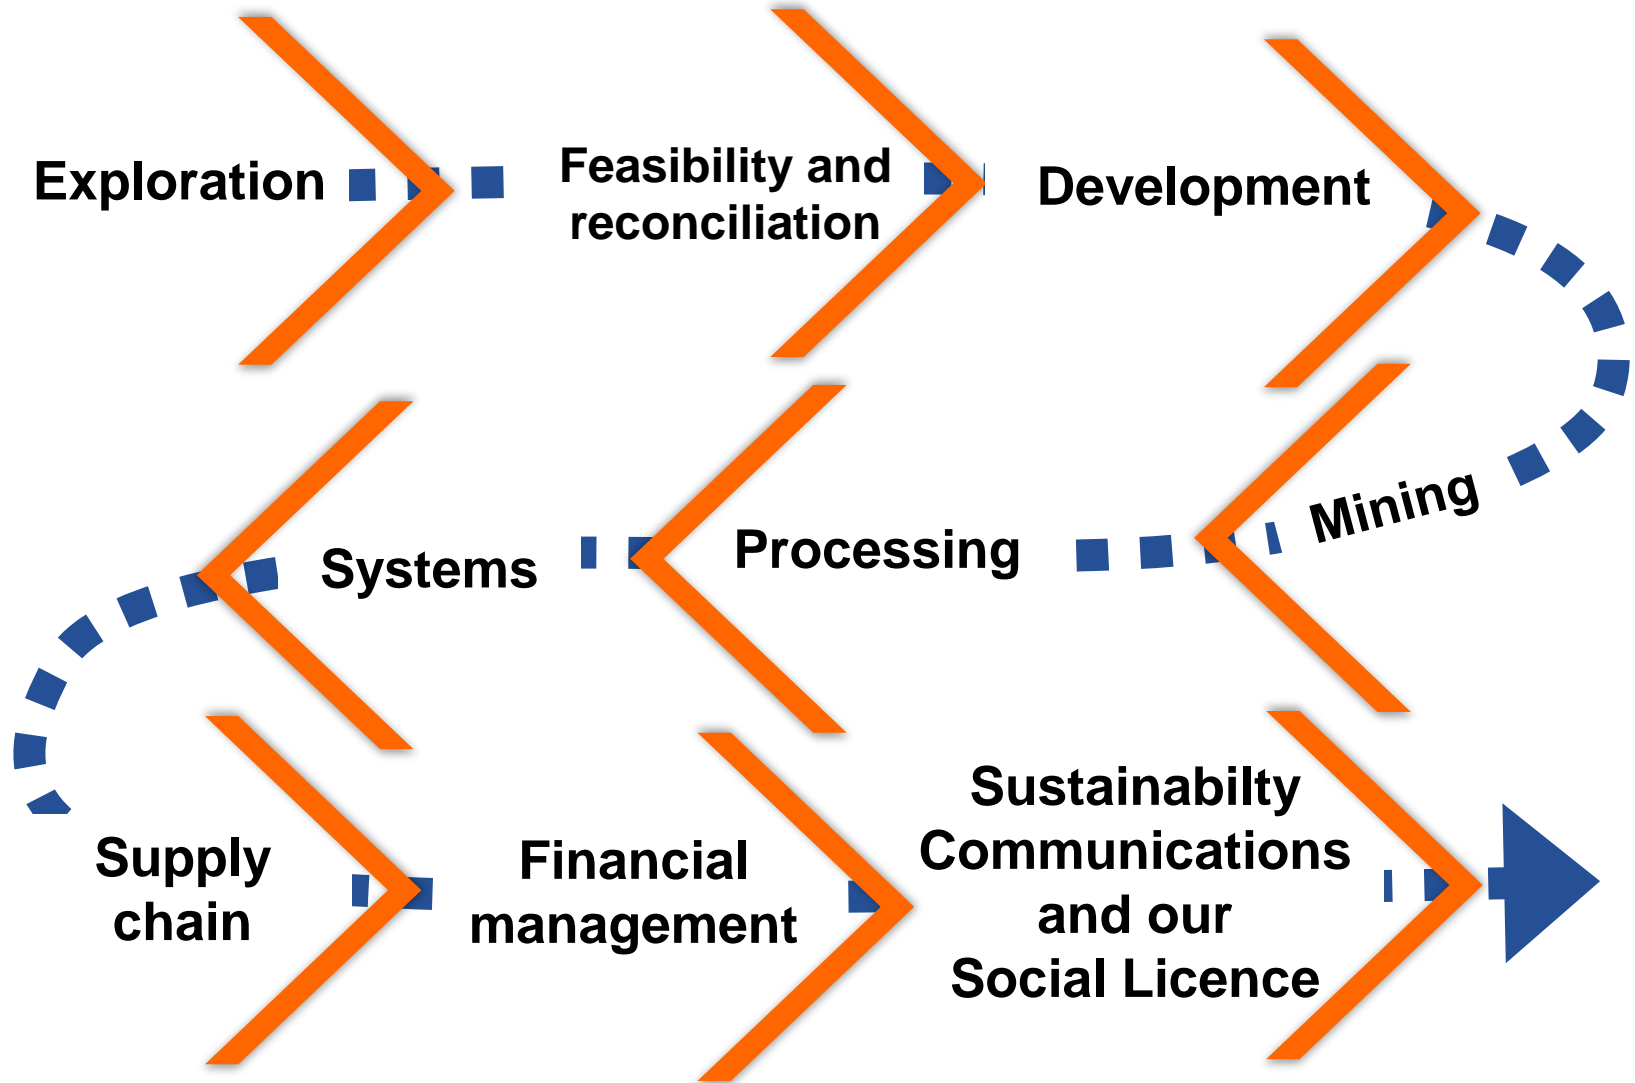 Exploration
Feasibility and
reconciliation
Development
Mining
Processing
Systems
Supply
chain
Financial
management
Sustainabilty
Communications
and our
Social Licence